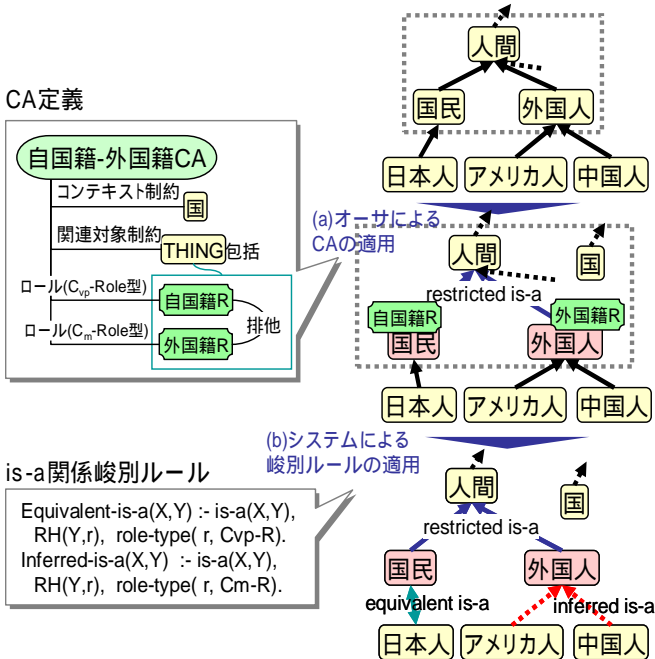 人間
国民
外国人
日本人
アメリカ人
中国人
CA定義
自国籍-外国籍CA
コンテキスト制約
国
関連対象制約
THING包括
ロール(Cvp-Role型)
自国籍R
排他
ロール(Cm-Role型)
外国籍R
(a)オーサによる
CAの適用
人間
国
restricted is-a
自国籍R
外国籍R
国民
外国人
日本人
アメリカ人
中国人
(b)システムによる
峻別ルールの適用
is-a関係峻別ルール
Equivalent-is-a(X,Y) :- is-a(X,Y),
RH(Y,r), role-type( r, Cvp-R).
Inferred-is-a(X,Y) :- is-a(X,Y),
RH(Y,r), role-type( r, Cm-R).
人間
国
restricted is-a
国民
外国人
equivalent is-a
inferred is-a
日本人
アメリカ人
中国人